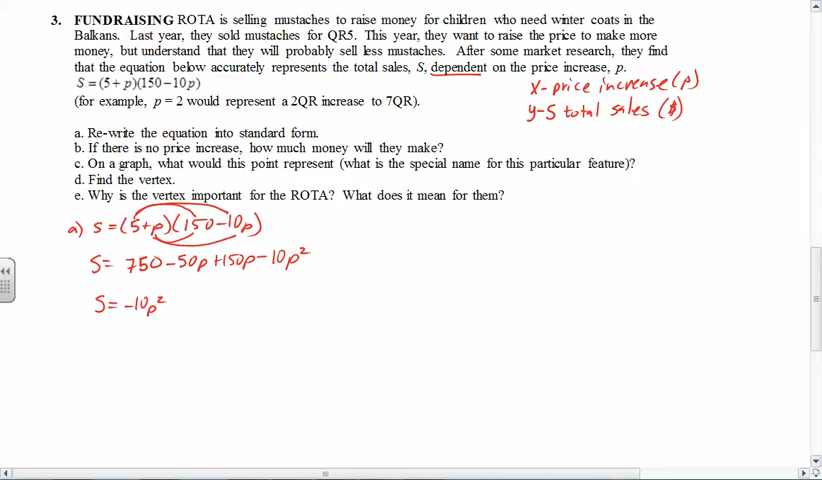 3. FUNDRAISING ROTA is selling mustaches to raise money for children who need winter coats in the
Balkans. Last year, they sold mustaches for QR5. This year, they want to raise the price to make more
money, but understand that they will probably sell less mustaches. After some market research, they find
that the equation below accurately represents the total sales, S, dependent on the price increase, p.
S = (5 + p)(150 − 10p)
x-price increase (p)
(for example, p = 2 would represent a 2QR increase to 7QR).
y-S total sales ($)
a. Re-write the equation into standard form.
b. If there is no price increase, how much money will they make?
c. On a graph, what would this point represent (what is the special name for this particular feature)?
d. Find the vertex.
e. Why is the vertex important for the ROTA? What does it mean for them?
a) S = (5+p)(150-10p)
S = 750 - 50p + 150p - 10p²
S = -10p²